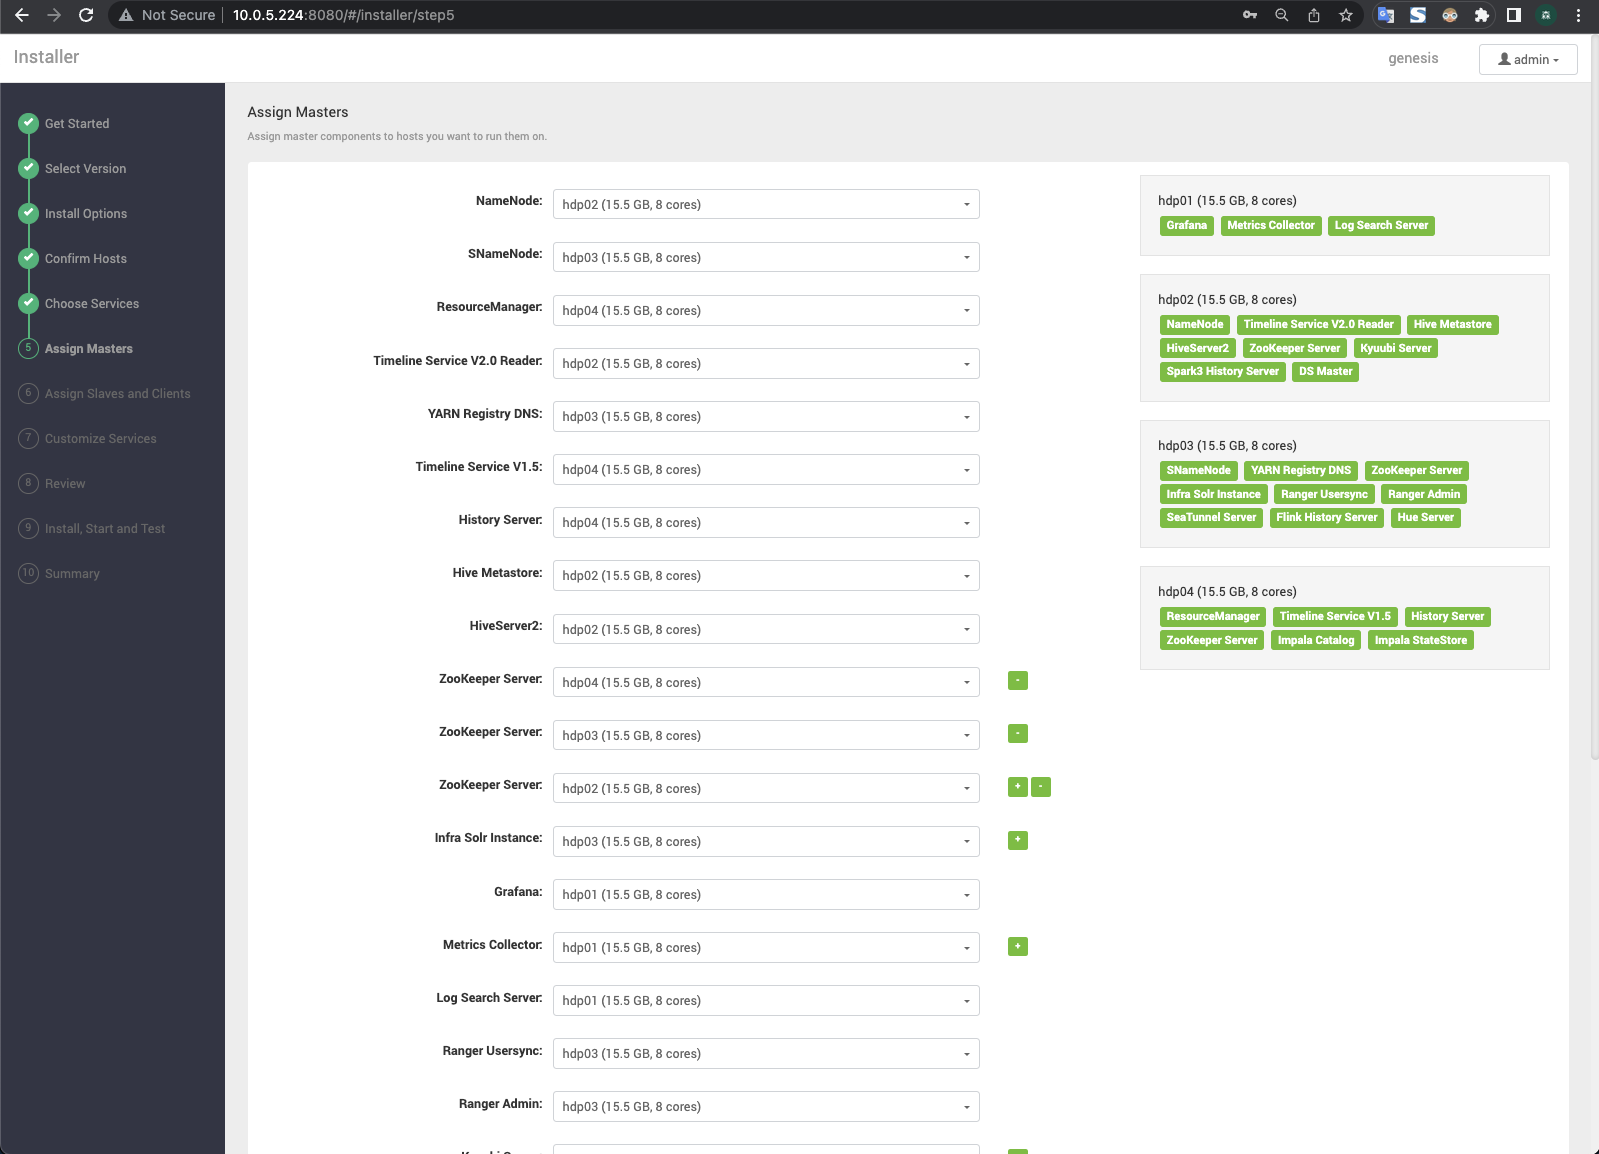 Not Secure | 10.0.5.224:8080/#/installer/step5
Installer
genesis
admin
Get Started
Select Version
Install Options
Confirm Hosts
Choose Services
5 Assign Masters
6 Assign Slaves and Clients
7 Customize Services
8 Review
9 Install, Start and Test
10 Summary
Assign Masters
Assign master components to hosts you want to run them on.
NameNode: hdp02 (15.5 GB, 8 cores)
SNameNode: hdp03 (15.5 GB, 8 cores)
ResourceManager: hdp04 (15.5 GB, 8 cores)
Timeline Service V2.0 Reader: hdp02 (15.5 GB, 8 cores)
YARN Registry DNS: hdp03 (15.5 GB, 8 cores)
Timeline Service V1.5: hdp04 (15.5 GB, 8 cores)
History Server: hdp04 (15.5 GB, 8 cores)
Hive Metastore: hdp02 (15.5 GB, 8 cores)
HiveServer2: hdp02 (15.5 GB, 8 cores)
ZooKeeper Server: hdp04 (15.5 GB, 8 cores) -
ZooKeeper Server: hdp03 (15.5 GB, 8 cores) -
ZooKeeper Server: hdp02 (15.5 GB, 8 cores) + -
Infra Solr Instance: hdp03 (15.5 GB, 8 cores) +
Grafana: hdp01 (15.5 GB, 8 cores)
Metrics Collector: hdp01 (15.5 GB, 8 cores) +
Log Search Server: hdp01 (15.5 GB, 8 cores)
Ranger Usersync: hdp03 (15.5 GB, 8 cores)
Ranger Admin: hdp03 (15.5 GB, 8 cores)
hdp01 (15.5 GB, 8 cores)
Grafana Metrics Collector Log Search Server
hdp02 (15.5 GB, 8 cores)
NameNode Timeline Service V2.0 Reader Hive Metastore
HiveServer2 ZooKeeper Server Kyuubi Server
Spark3 History Server DS Master
hdp03 (15.5 GB, 8 cores)
SNameNode YARN Registry DNS ZooKeeper Server
Infra Solr Instance Ranger Usersync Ranger Admin
SeaTunnel Server Flink History Server Hue Server
hdp04 (15.5 GB, 8 cores)
ResourceManager Timeline Service V1.5 History Server
ZooKeeper Server Impala Catalog Impala StateStore